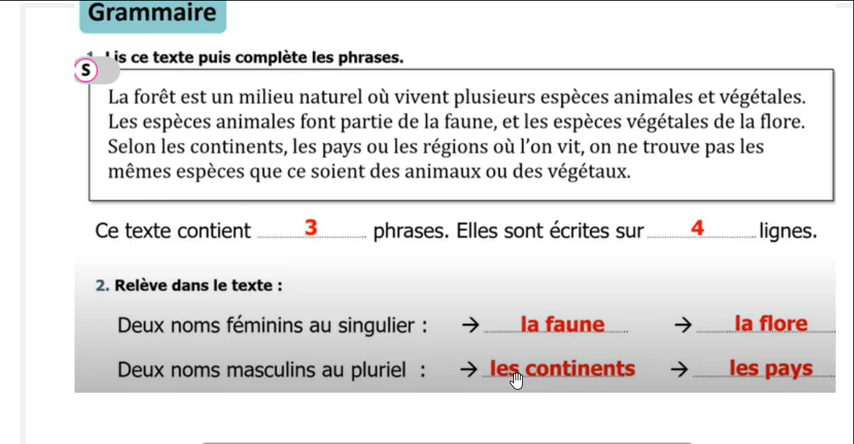 Grammaire
1. Lis ce texte puis complète les phrases.
S
La forêt est un milieu naturel où vivent plusieurs espèces animales et végétales.
Les espèces animales font partie de la faune, et les espèces végétales de la flore.
Selon les continents, les pays ou les régions où l'on vit, on ne trouve pas les
mêmes espèces que ce soient des animaux ou des végétaux.
Ce texte contient 3 phrases. Elles sont écrites sur 4 lignes.
2. Relève dans le texte :
Deux noms féminins au singulier : → la faune → la flore
Deux noms masculins au pluriel : → les continents → les pays